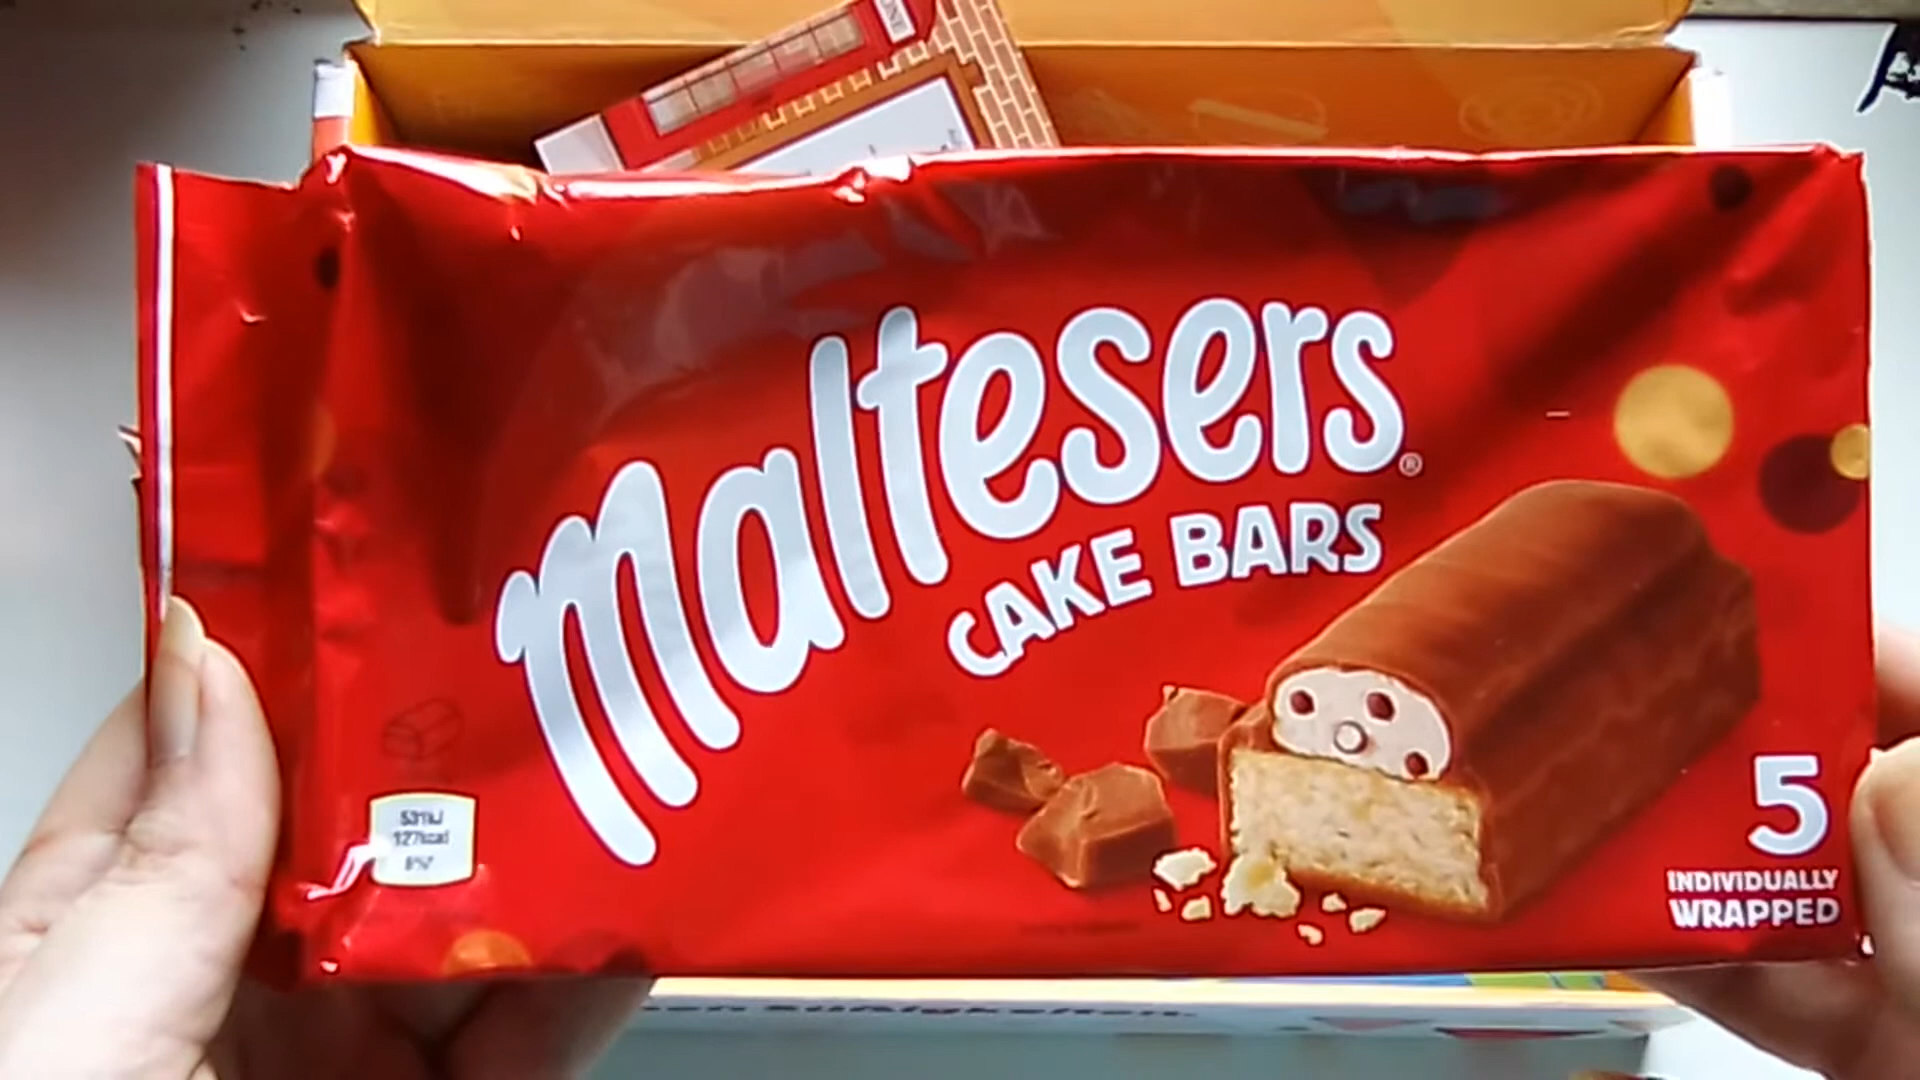 Maltesers®
CAKE BARS
531kJ
127kcal
5
INDIVIDUALLY
WRAPPED